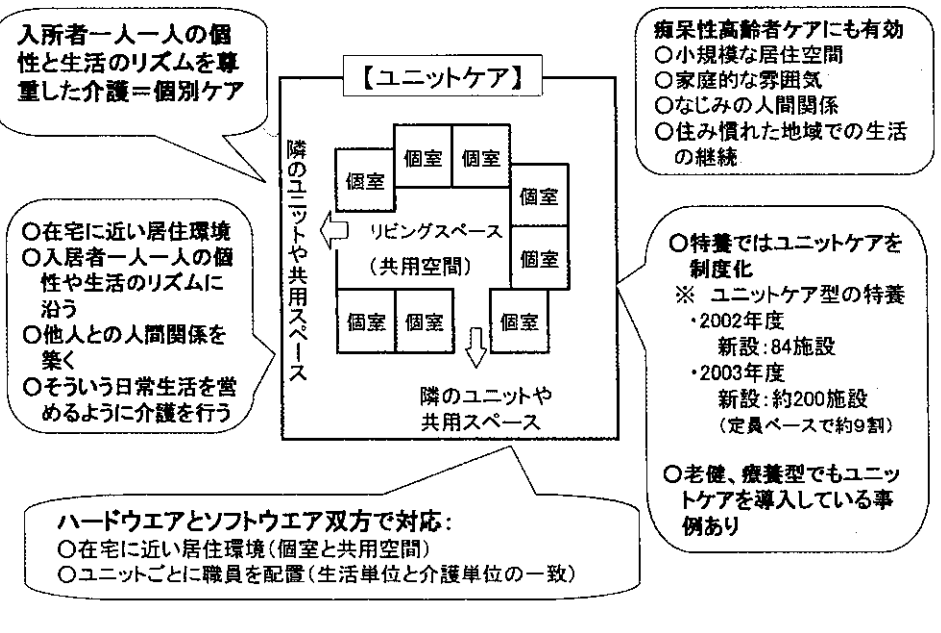 入所者一人一人の個
性と生活のリズムを尊
重した介護=個別ケア
【ユニットケア】
痴呆性高齢者ケアにも有効
○小規模な居住空間
○家庭的な雰囲気
○なじみの人間関係
○住み慣れた地域での生活
の継続
隣のユニットや共用スペース
個室
個室
個室
個室
個室
リビングスペース
(共用空間)
個室
個室
個室
隣のユニットや
共用スペース
○在宅に近い居住環境
○入居者一人一人の個
性や生活のリズムに
沿う
○他人との人間関係を
築く
○そういう日常生活を営
めるように介護を行う
○特養ではユニットケアを
制度化
※ ユニットケア型の特養
・2002年度
新設:84施設
・2003年度
新設:約200施設
(定員ベースで約9割)
○老健、療養型でもユニッ
トケアを導入している事
例あり
ハードウエアとソフトウエア双方で対応:
○在宅に近い居住環境(個室と共用空間)
○ユニットごとに職員を配置(生活単位と介護単位の一致)